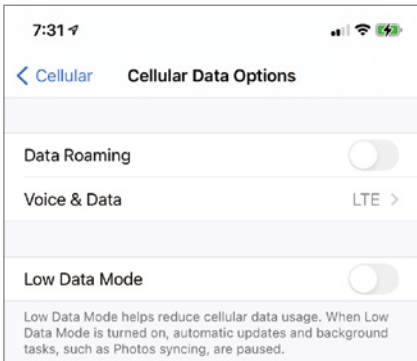 7:31
Cellular
Cellular Data Options
Data Roaming
Voice & Data
LTE
Low Data Mode
Low Data Mode helps reduce cellular data usage. When Low
Data Mode is turned on, automatic updates and background
tasks, such as Photos syncing, are paused.